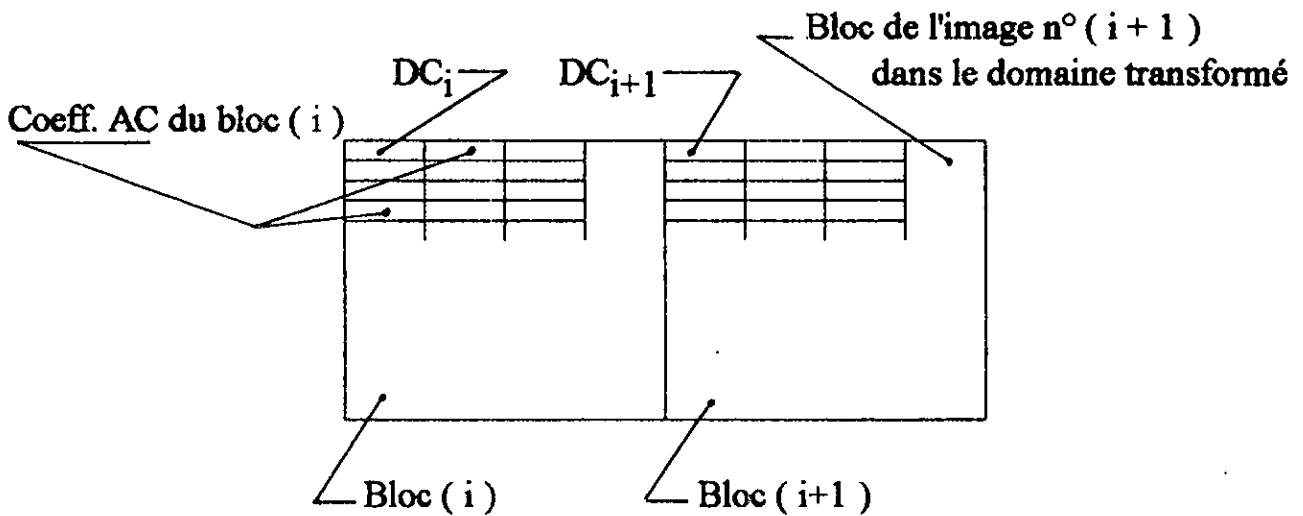 Bloc de l'image n° ( i + 1 )
dans le domaine transformé
DCi
DCi+1
Coeff. AC du bloc ( i )
Bloc ( i )
Bloc ( i+1 )